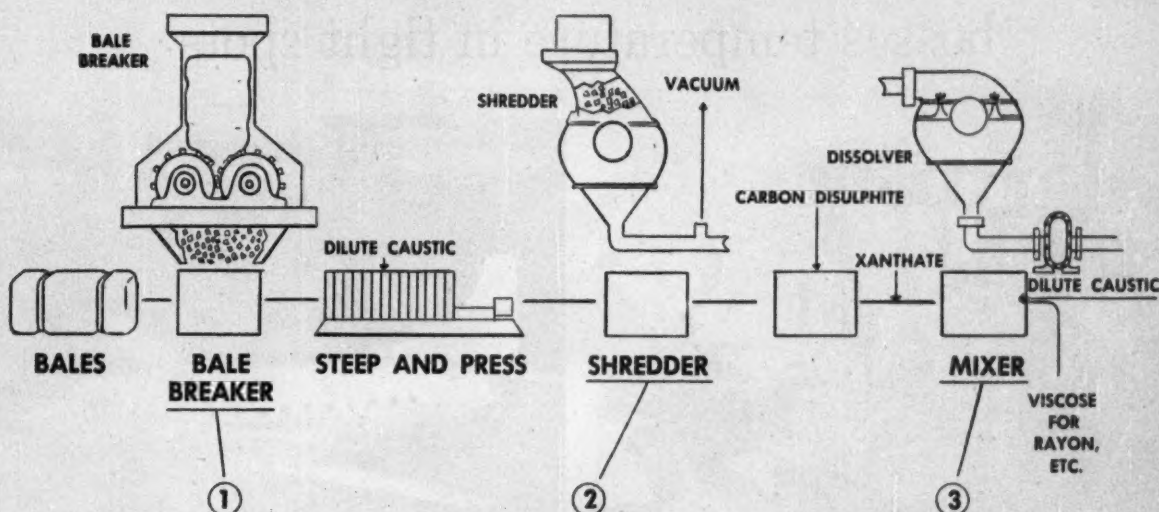 BALE
BREAKER
SHREDDER
VACUUM
DISSOLVER
CARBON DISULPHITE
DILUTE CAUSTIC
XANTHATE
DILUTE CAUSTIC
BALES
BALE
BREAKER
STEEP AND PRESS
SHREDDER
MIXER
VISCOSE
FOR
RAYON,
ETC.
1
2
3